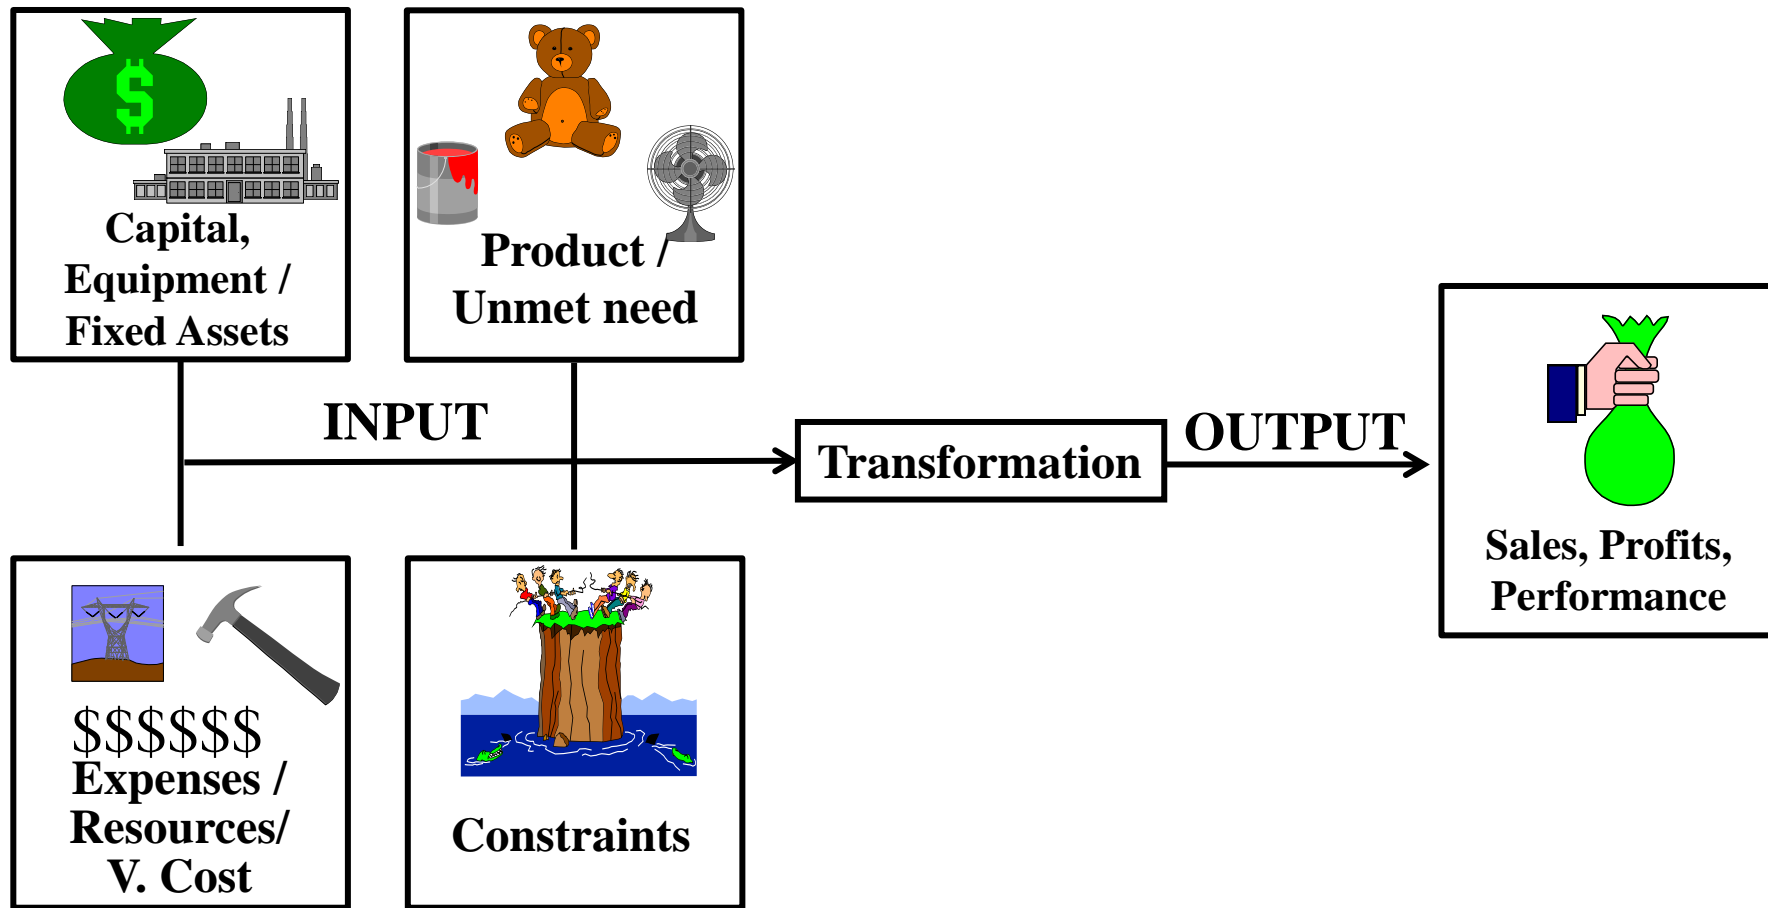 $
Capital,
Equipment /
Fixed Assets
Product /
Unmet need
INPUT
Transformation
OUTPUT
Sales, Profits,
Performance
$$$$$$
Expenses /
Resources/
V. Cost
Constraints